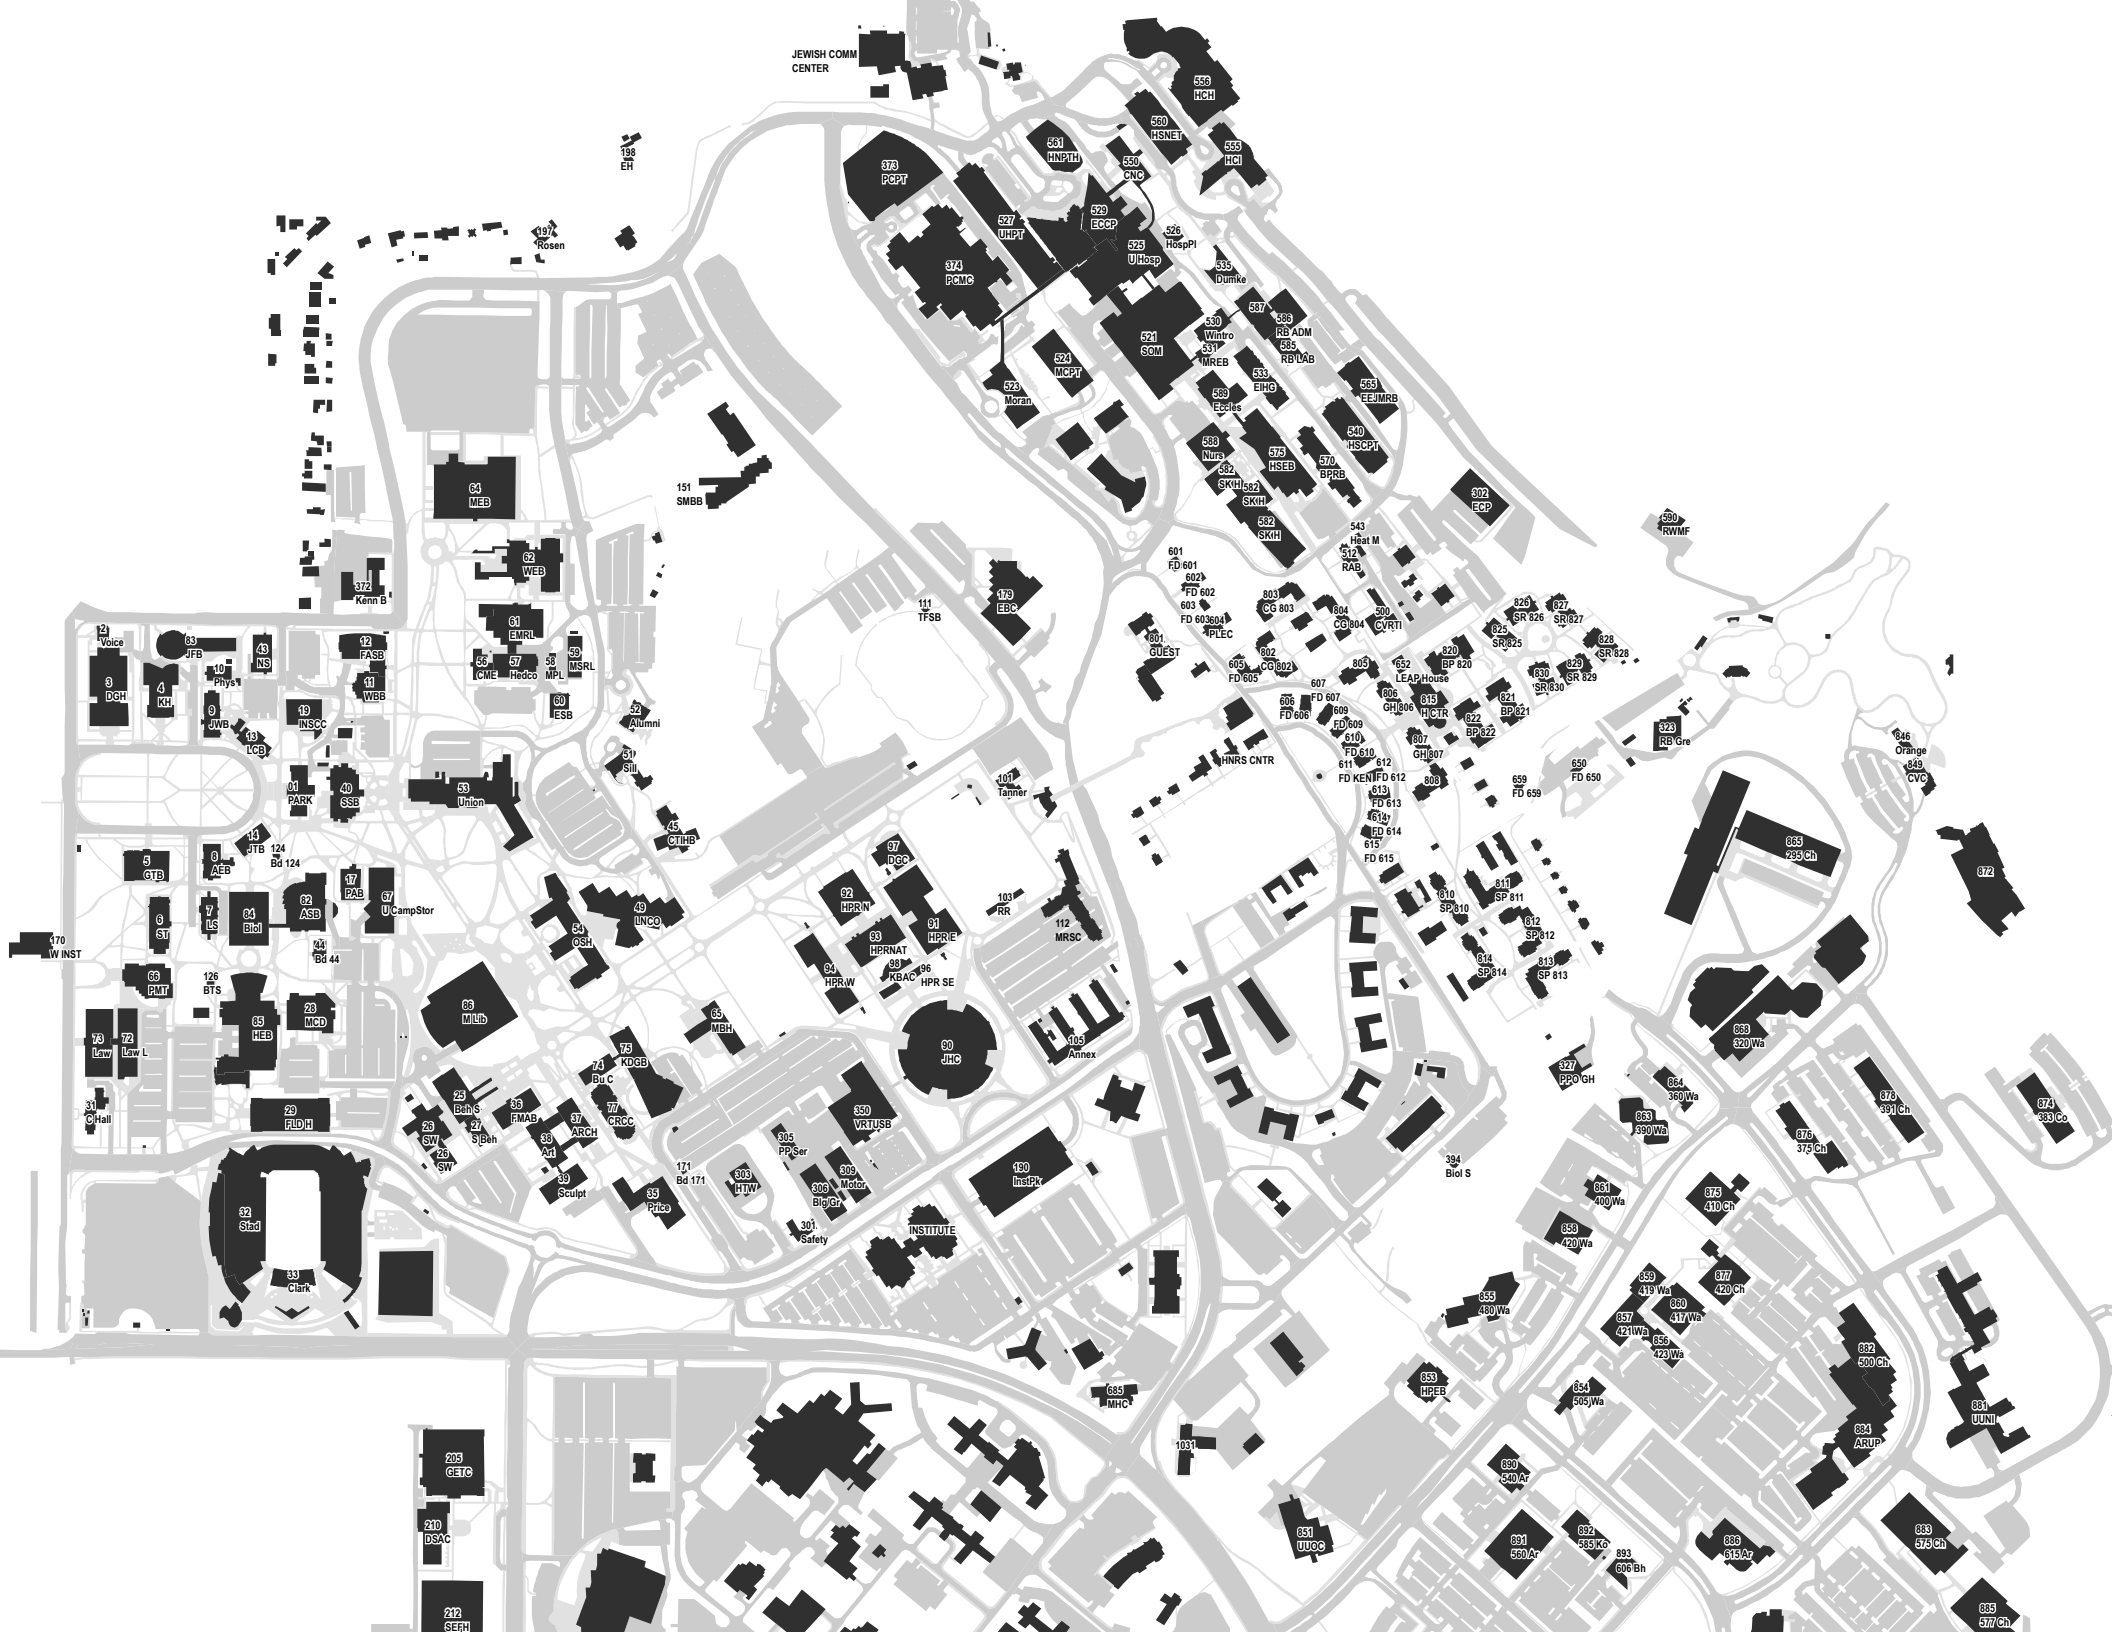 JEWISH COMM
CENTER
556
HCH
560
HSNET
561
HNPTH
555
HCI
550
CNC
373
PCPT
198
EH
527
UHPT
529
ECCP
526
HospPl
525
U Hosp
197
Rosen
374
PCMC
535
Dumke
587
586
RB ADM
585
RB LAB
530
Wintro
531
MREB
521
SOM
524
MCPT
523
Moran
533
EIHG
589
Eccles
565
EEJMRB
540
HSCPT
588
Nurs
575
HSEB
570
BPRB
582
SK H
582
SK H
582
SK H
302
ECP
590
RWMF
543
Heat M
512
RAB
64
MEB
151
SMBB
62
WEB
372
Kenn B
61
EMRL
56
CME
57
Hedco
58
MPL
59
MSRL
60
ESB
2
Voice
3
DGH
83
JFB
4
KH
10
Phys
43
NS
12
FASB
11
WBB
9
JWB
13
LCB
19
INSCC
52
Alumni
51
Sill
01
PARK
40
SSB
53
Union
45
CTIHB
14
JTB
124
Bd 124
5
GTB
8
AEB
17
PAB
67
U CampStor
82
ASB
84
Biol
7
LS
6
ST
44
Bd 44
170
W INST
66
PMT
126
BTS
85
HEB
28
MCD
73
Law
72
Law L
31
C Hall
29
FLD H
32
Stad
33
Clark
54
OSH
49
LNCO
86
M Lib
65
MBH
75
KDGB
74
Bu C
77
CRCC
25
Beh S
26
SW
26
SW
27
S Beh
36
FMAB
37
ARCH
38
Art
39
Sculpt
35
Price
171
Bd 171
303
HTW
305
PP Ser
306
Blg/Gr
309
Motor
301
Safety
350
VRTUSB
90
JHC
INSTITUTE
190
InstPk
105
Annex
112
MRSC
103
RR
101
Tanner
97
DGC
92
HPR N
91
HPR E
93
HPRNAT
98
KBAC
96
HPR SE
94
HPR W
111
TFSB
179
EBC
601
FD 601
602
FD 602
603
FD 603
604
PLEC
605
FD 605
606
FD 606
607
FD 607
609
FD 609
610
FD 610
611
FD KEN
612
FD 612
613
FD 613
614
FD 614
615
FD 615
801
GUEST
802
CG 802
803
CG 803
804
CG 804
805
500
CVRTI
652
LEAP House
806
GH 806
807
GH 807
808
815
H CTR
820
BP 820
821
BP 821
822
BP 822
825
SR 825
826
SR 826
827
SR 827
828
SR 828
829
SR 829
830
SR 830
HNRS CNTR
323
RB Gre
650
FD 650
659
FD 659
846
Orange
849
CVC
865
295 Ch
872
810
SP 810
811
SP 811
812
SP 812
813
SP 813
814
SP 814
868
320 Wa
327
PPO GH
864
360 Wa
863
390 Wa
878
391 Ch
876
375 Ch
874
383 Co
394
Biol S
861
400 Wa
858
420 Wa
875
410 Ch
877
420 Ch
859
419 Wa
860
417 Wa
857
421 Wa
856
423 Wa
855
480 Wa
853
HPEB
854
505 Wa
882
500 Ch
881
UUNI
884
ARUP
685
MHC
1031
851
UUOC
890
540 Ar
891
560 Ar
892
585 Ko
893
606 Bh
886
615 Ar
883
575 Ch
885
577 Ch
205
GETC
210
DSAC
212
SEFH